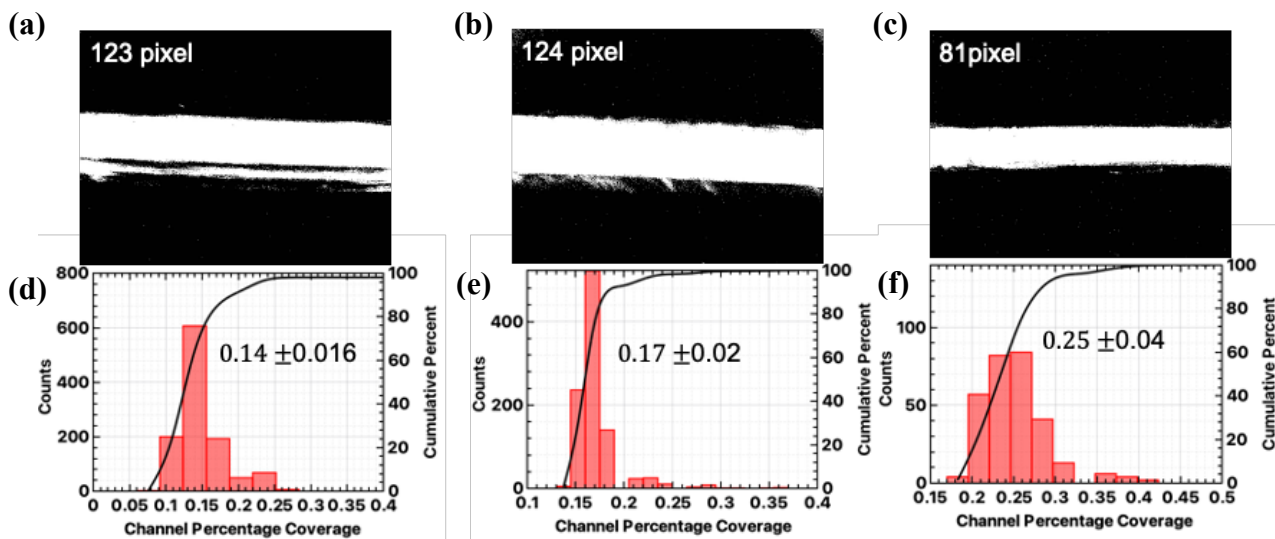 (a)
123 pixel
(b)
124 pixel
(c)
81pixel
(d)
800
600
400
200
0
Counts
100
80
60
40
20
0
Cumulative Percent
0.14 ±0.016
0 0.05 0.1 0.15 0.2 0.25 0.3 0.35 0.4
Channel Percentage Coverage
(e)
400
200
0
Counts
100
80
60
40
20
0
Cumulative Percent
0.17 ±0.02
0.1 0.15 0.2 0.25 0.3 0.35 0.4
Channel Percentage Coverage
(f)
100
50
0
Counts
100
80
60
40
20
0
Cumulative Percent
0.25 ±0.04
0.15 0.2 0.25 0.3 0.35 0.4 0.45 0.5
Channel Percentage Coverage